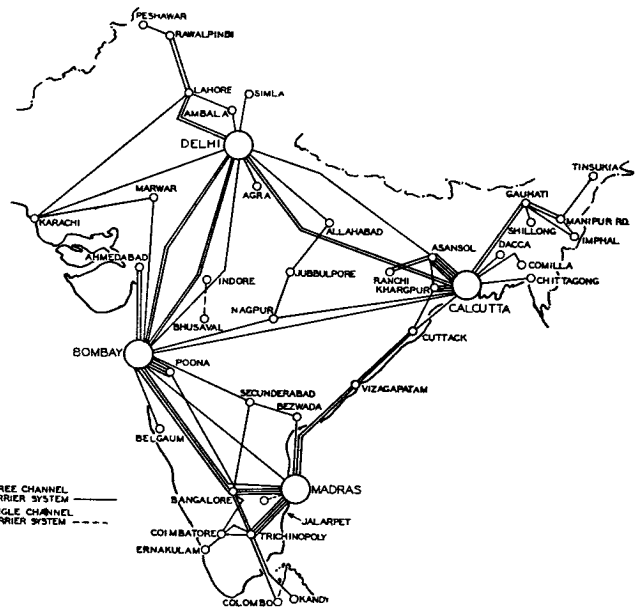 PESHAWAR
RAWALPINDI
LAHORE
SIMLA
AMBALA
DELHI
TINSUKIA
MARWAR
AGRA
GAUHATI
KARACHI
ALLAHABAD
SHILLONG
MANIPUR RD.
IMPHAL
ASANSOL
DACCA
AHMEDABAD
COMILLA
RANCHI
INDORE
JUBBULPORE
KHARGPUR
CHITTAGONG
CALCUTTA
BHUSAVAL
NAGPUR
CUTTACK
BOMBAY
POONA
VIZAGAPATAM
SECUNDERABAD
BEZWADA
BELGAUM
REE CHANNEL
RRIER SYSTEM
MADRAS
BANGALORE
NGLE CHANNEL
RRIER SYSTEM
JALARPET
COIMBATORE
TRICHINOPOLY
ERNAKULAM
COLOMBO
KANDY